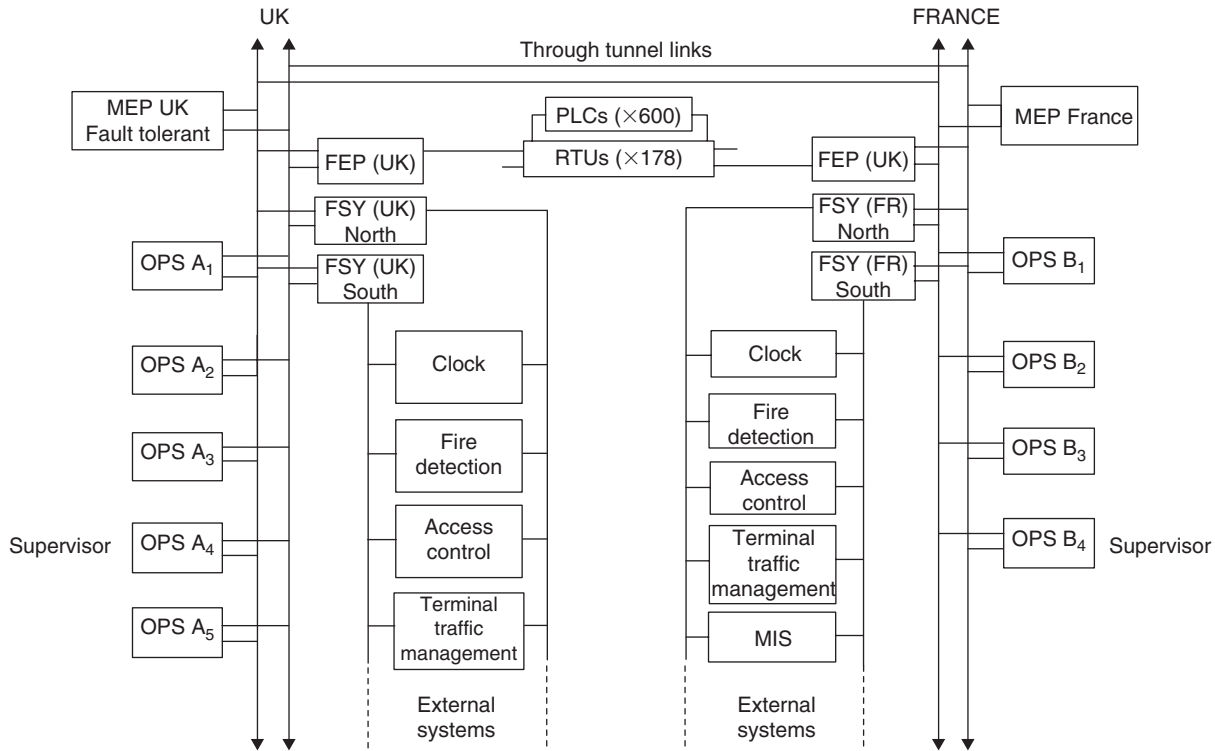 UK
FRANCE
Through tunnel links
MEP UK
Fault tolerant
PLCs (×600)
MEP France
RTUs (×178)
FEP (UK)
FEP (UK)
FSY (UK)
North
FSY (FR)
North
OPS A1
FSY (UK)
South
FSY (FR)
South
OPS B1
OPS A2
Clock
Clock
OPS B2
OPS A3
Fire
detection
Fire
detection
OPS B3
Access
control
Supervisor
OPS A4
Access
control
Terminal
traffic
management
OPS B4
Supervisor
OPS A5
Terminal
traffic
management
MIS
External
systems
External
systems